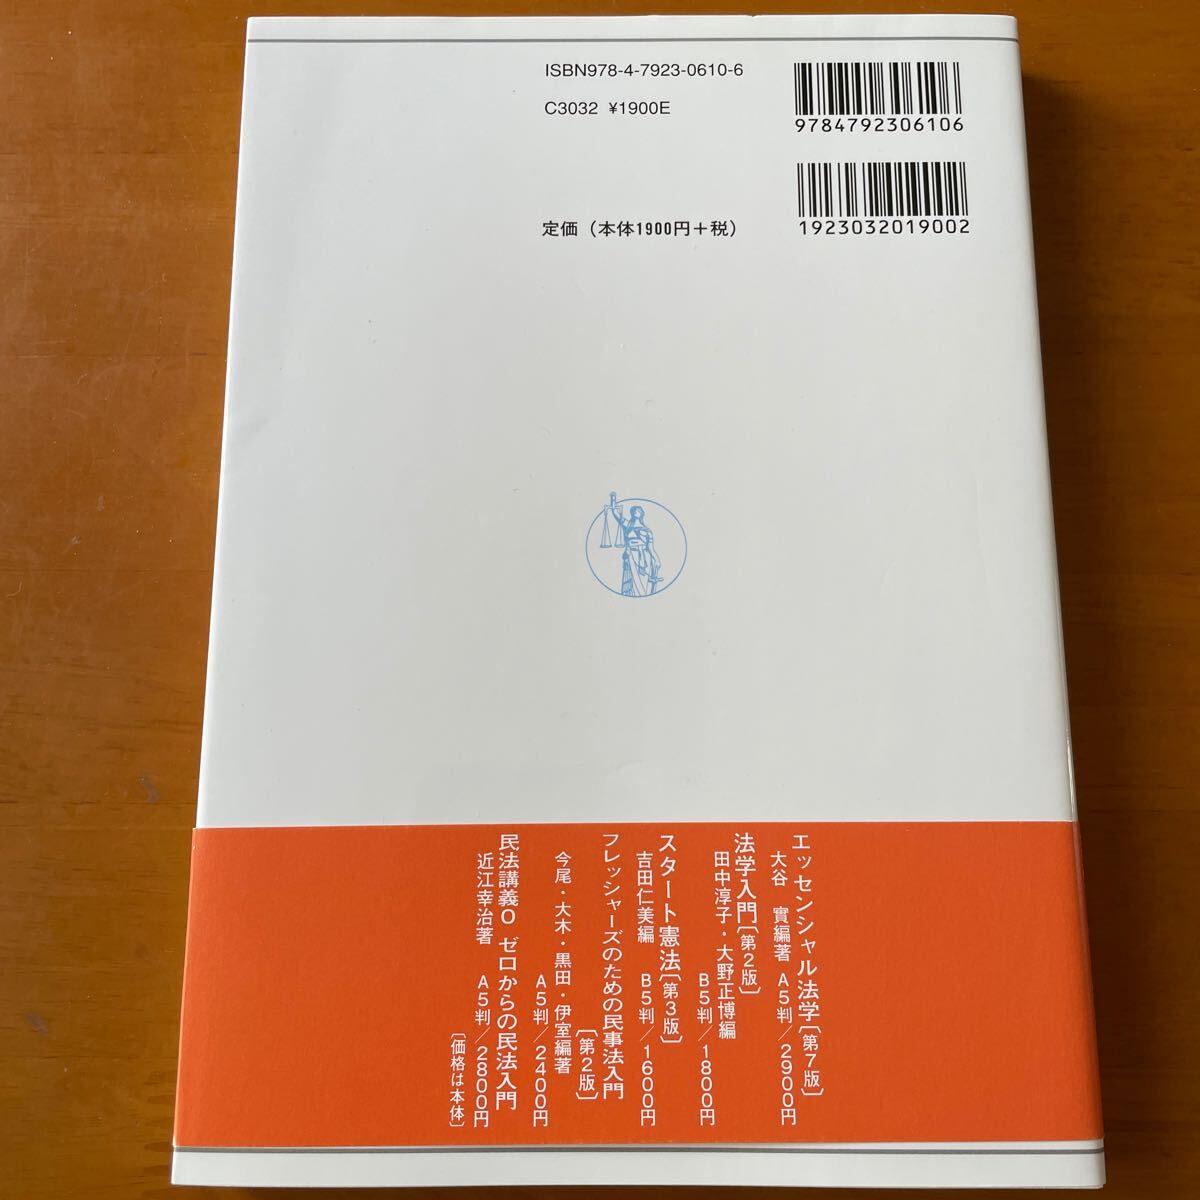 ISBN978-4-7923-0610-6
C3032 ¥1900E
9784792306106
定価（本体1900円＋税）
1923032019002
エッセンシャル法学〔第7版〕
大谷 實編著 A5判／2900円
法学入門〔第2版〕
田中淳子・大野正博編
B5判／1800円
スタート憲法〔第3版〕
吉田仁美編 B5判／1600円
フレッシャーズのための民事法入門
〔第2版〕
今尾・大木・黒田・伊室編著
A5判／2400円
民法講義0 ゼロからの民法入門
近江幸治著 A5判／2800円
〔価格は本体〕